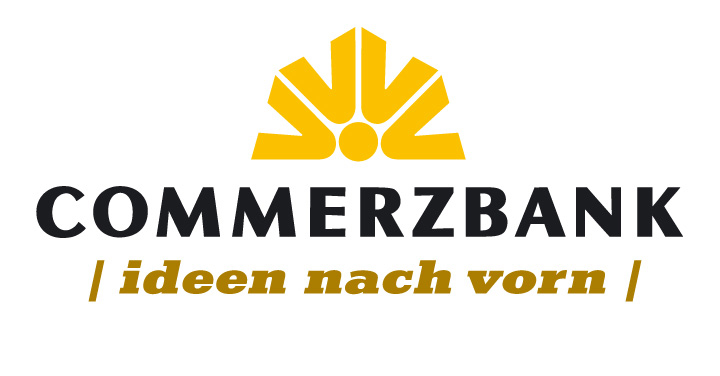 COMMERZBANK
| ideen nach vorn |